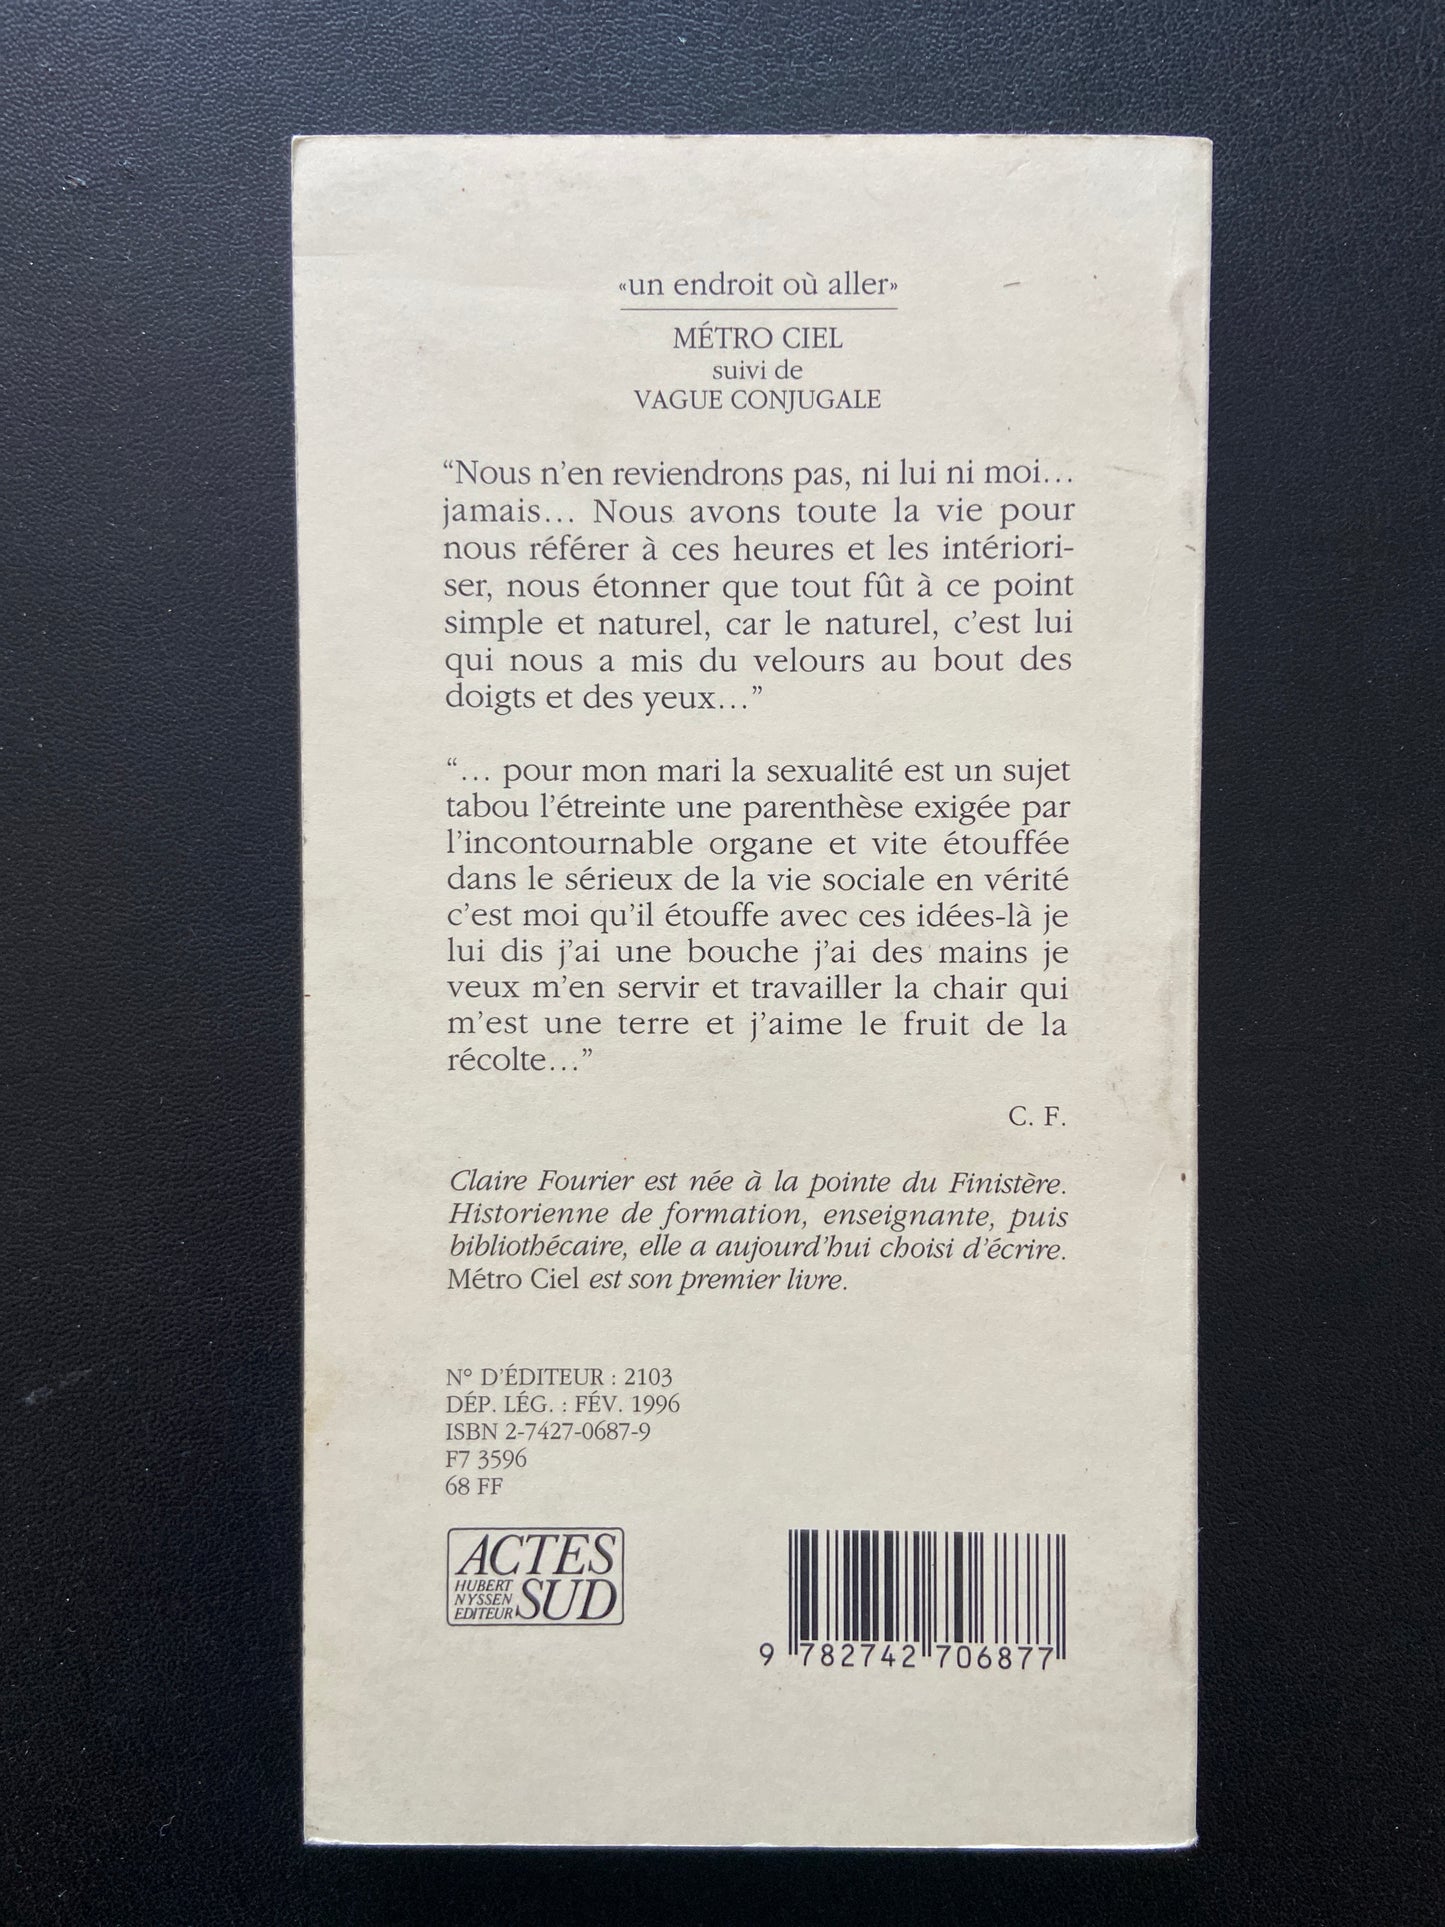 «un endroit où aller»
MÉTRO CIEL
suivi de
VAGUE CONJUGALE
“Nous n’en reviendrons pas, ni lui ni moi…
jamais… Nous avons toute la vie pour
nous référer à ces heures et les intériori-
ser, nous étonner que tout fût à ce point
simple et naturel, car le naturel, c’est lui
qui nous a mis du velours au bout des
doigts et des yeux…”
“… pour mon mari la sexualité est un sujet
tabou l’étreinte une parenthèse exigée par
l’incontournable organe et vite étouffée
dans le sérieux de la vie sociale en vérité
c’est moi qu’il étouffe avec ces idées-là je
lui dis j’ai une bouche j’ai des mains je
veux m’en servir et travailler la chair qui
m’est une terre et j’aime le fruit de la
récolte…”
C. F.
Claire Fourier est née à la pointe du Finistère.
Historienne de formation, enseignante, puis
bibliothécaire, elle a aujourd’hui choisi d’écrire.
Métro Ciel est son premier livre.
N° D’ÉDITEUR : 2103
DÉP. LÉG. : FÉV. 1996
ISBN 2-7427-0687-9
F7 3596
68 FF
ACTES
HUBERT
NYSSEN
EDITEUR
SUD
9 782742 706877